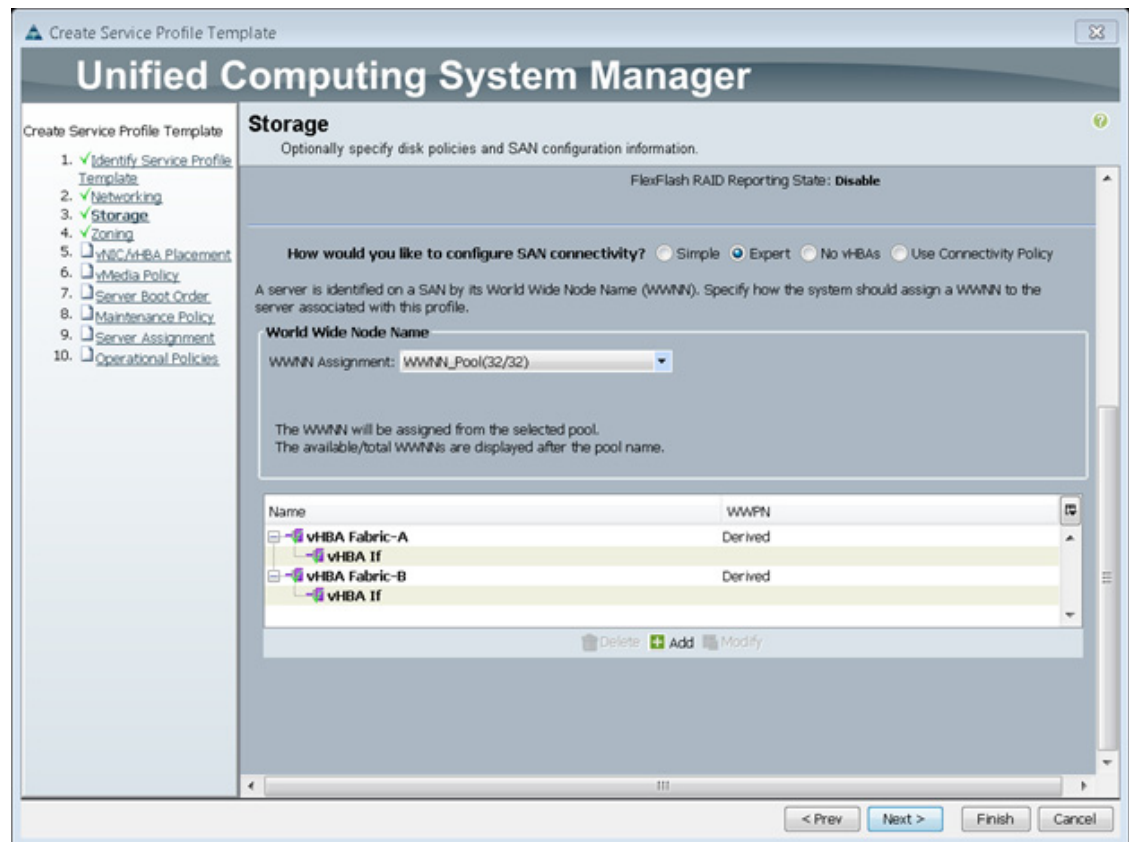 Create Service Profile Template
Unified Computing System Manager
Create Service Profile Template
1. √Identify Service Profile
Template
2. √Networking
3. √Storage
4. √Zoning
5. vNIC/vHBA Placement
6. vMedia Policy
7. Server Boot Order
8. Maintenance Policy
9. Server Assignment
10. Operational Policies
Storage
Optionally specify disk policies and SAN configuration information.
FlexFlash RAID Reporting State: Disable
How would you like to configure SAN connectivity? Simple Expert No vHBAs Use Connectivity Policy
A server is identified on a SAN by its World Wide Node Name (WWNN). Specify how the system should assign a WWNN to the
server associated with this profile.
World Wide Node Name
WWNN Assignment: WWNN_Pool(32/32)
The WWNN will be assigned from the selected pool.
The available/total WWNNs are displayed after the pool name.
Name WWPN
vHBA Fabric-A Derived
vHBA If
vHBA Fabric-B Derived
vHBA If
Delete Add Modify
< Prev Next > Finish Cancel